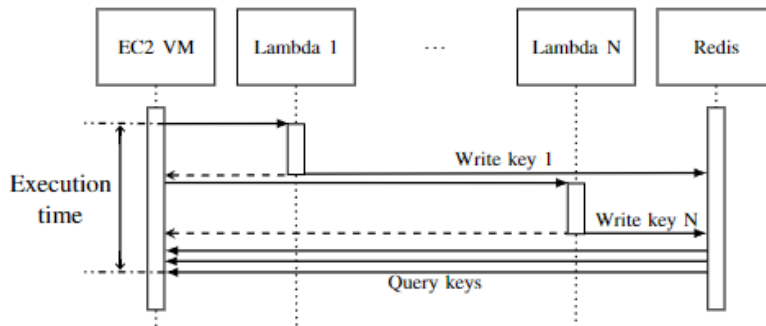 EC2 VM
Lambda 1
...
Lambda N
Redis
Write key 1
Execution
time
Write key N
Query keys